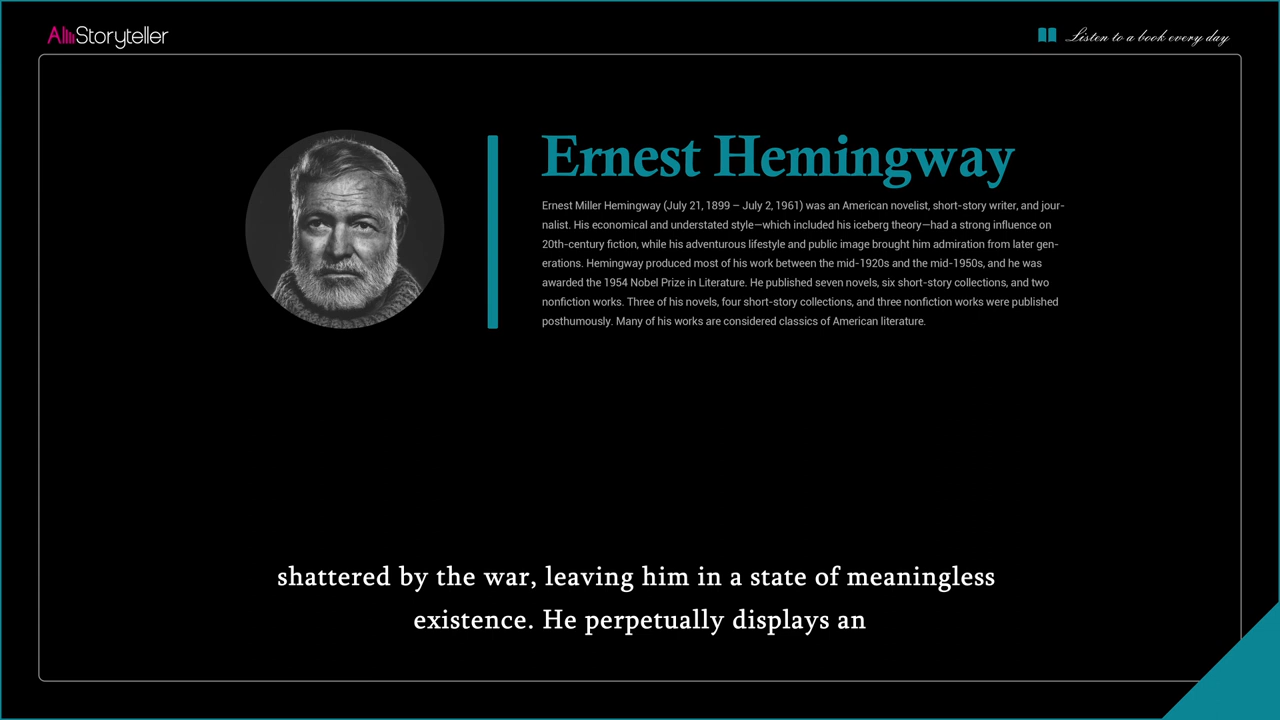 AllStoryteller
Listen to a book every day
Ernest Hemingway
Ernest Miller Hemingway (July 21, 1899 – July 2, 1961) was an American novelist, short-story writer, and jour-
nalist. His economical and understated style—which included his iceberg theory—had a strong influence on
20th-century fiction, while his adventurous lifestyle and public image brought him admiration from later gen-
erations. Hemingway produced most of his work between the mid-1920s and the mid-1950s, and he was
awarded the 1954 Nobel Prize in Literature. He published seven novels, six short-story collections, and two
nonfiction works. Three of his novels, four short-story collections, and three nonfiction works were published
posthumously. Many of his works are considered classics of American literature.
shattered by the war, leaving him in a state of meaningless
existence. He perpetually displays an